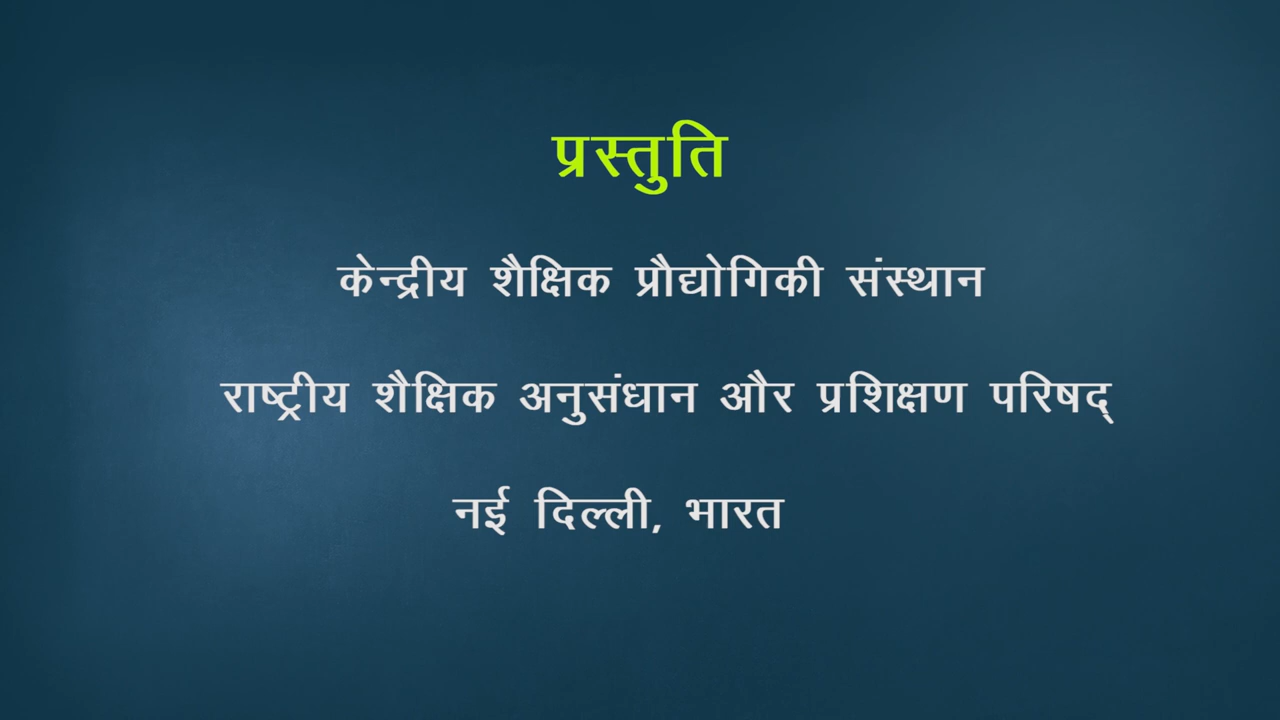 प्रस्तुति
केन्द्रीय शैक्षिक प्रौद्योगिकी संस्थान
राष्ट्रीय शैक्षिक अनुसंधान और प्रशिक्षण परिषद्
नई दिल्ली, भारत